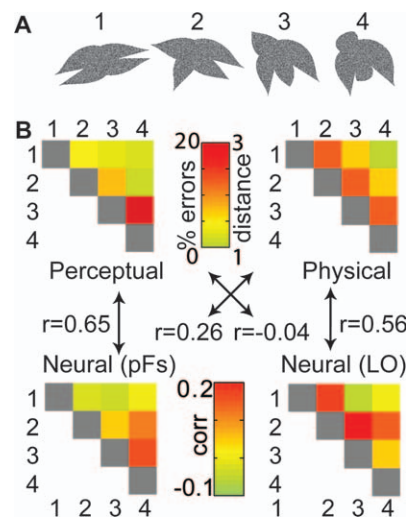 A
1 2 3 4
B
1 2 3 4
1
2
3
4
20
% errors
0
3
distance
1
1 2 3 4
1
2
3
4
Perceptual
Physical
r=0.65
r=0.26
r=-0.04
r=0.56
Neural (pFs)
Neural (LO)
1
2
3
4
1 2 3 4
0.2
corr
-0.1
1
2
3
4
1 2 3 4